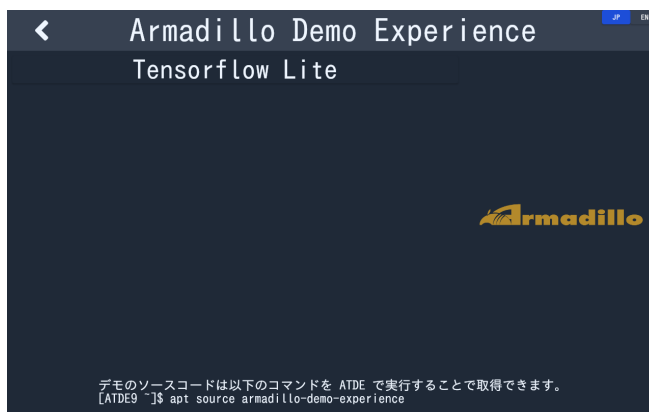 Armadillo Demo Experience
JP EN
Tensorflow Lite
Armadillo
デモのソースコードは以下のコマンドを ATDE で実行することで取得できます。
[ATDE9 ~]$ apt source armadillo-demo-experience